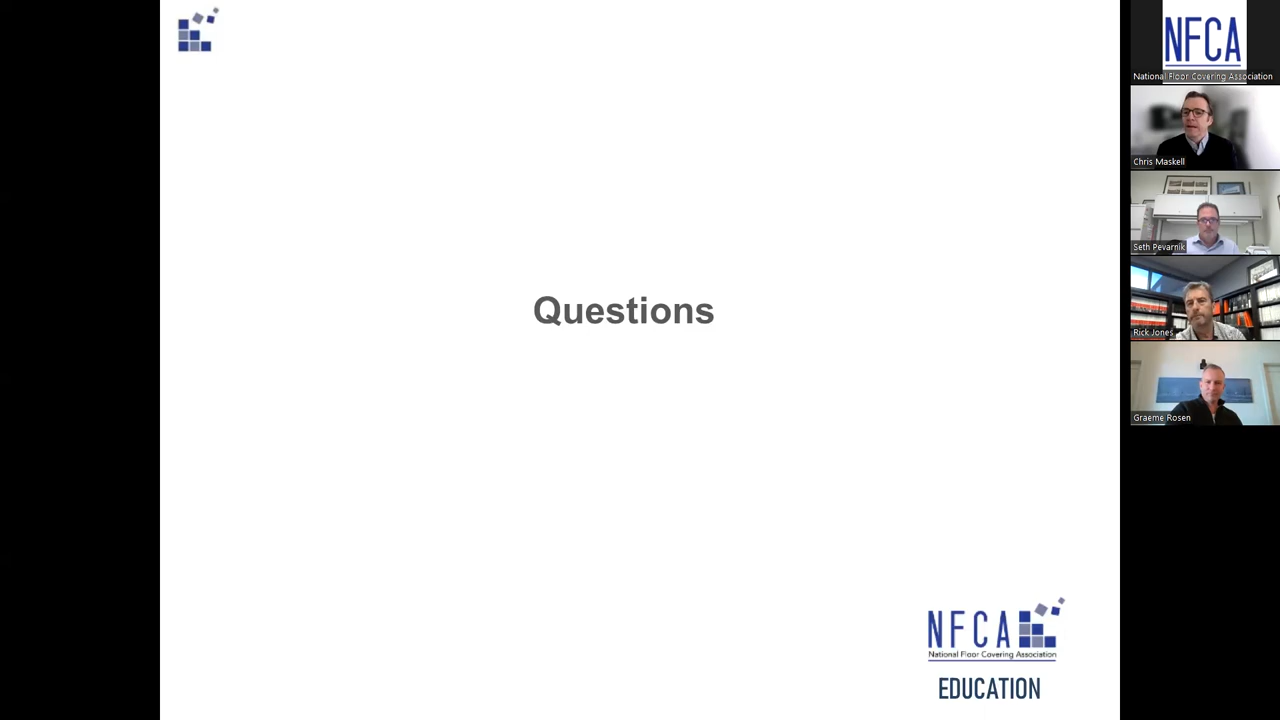 Questions
NFCA
National Floor Covering Association
EDUCATION
NFCA
National Floor Covering Association
Chris Maskell
Seth Pevarnik
Rick Jones
Graeme Rosen